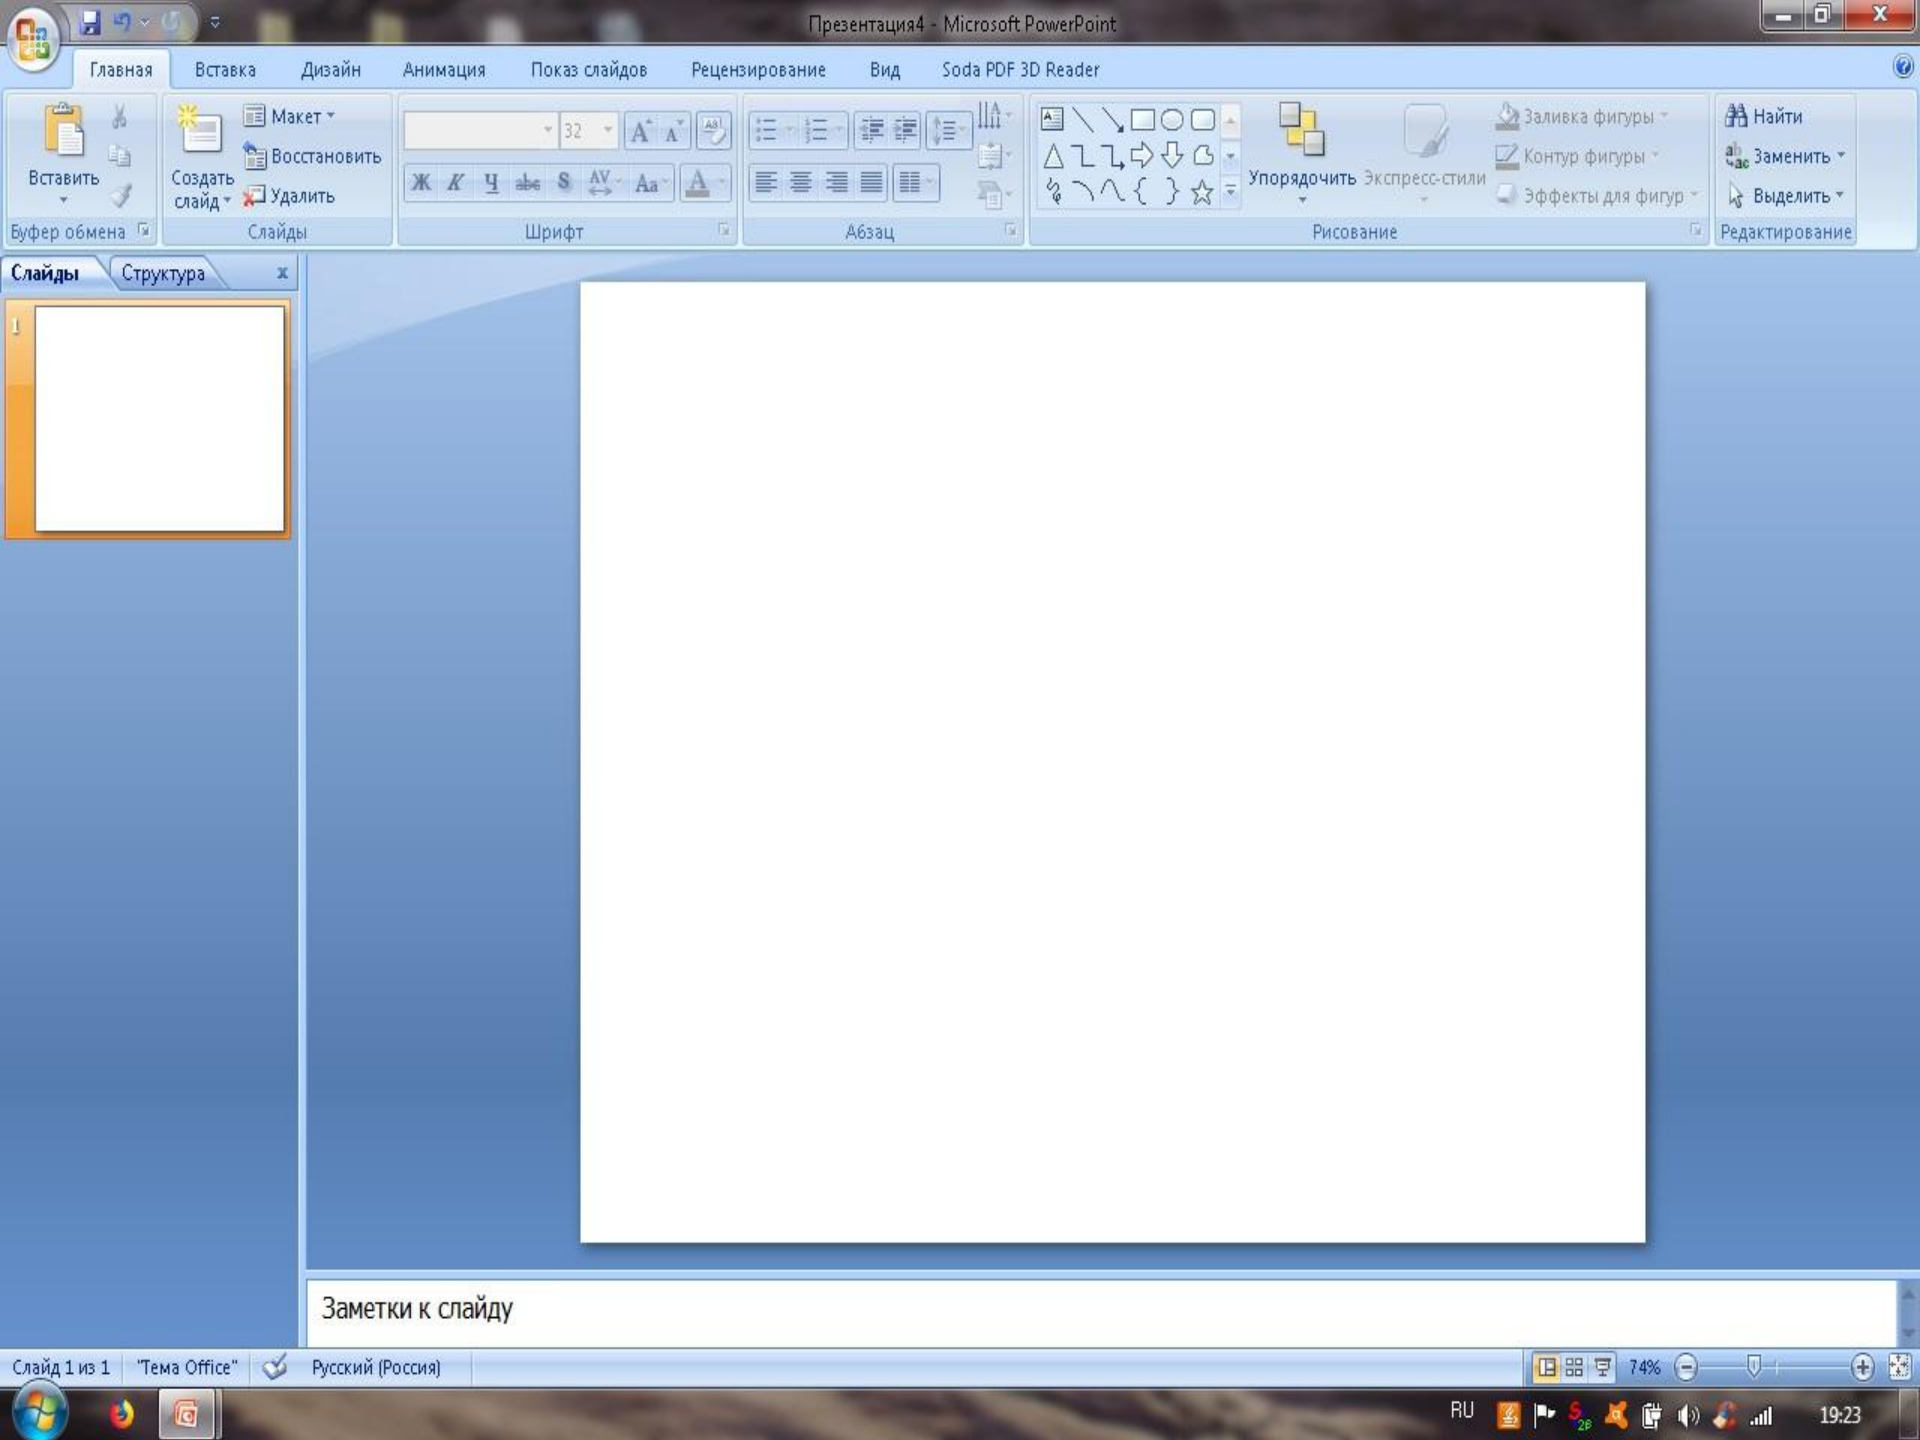 Презентация4 - Microsoft PowerPoint
Главная Вставка Дизайн Анимация Показ слайдов Рецензирование Вид Soda PDF 3D Reader
Вставить
Буфер обмена
Создать слайд
Макет
Восстановить
Удалить
Слайды
32
Ж К Ч abc S AV Aa A
Шрифт
Абзац
Упорядочить Экспресс-стили
Заливка фигуры
Контур фигуры
Эффекты для фигур
Рисование
Найти
Заменить
Выделить
Редактирование
Слайды Структура x
1
Заметки к слайду
Слайд 1 из 1 "Тема Office" Русский (Россия) 74%
RU 19:23